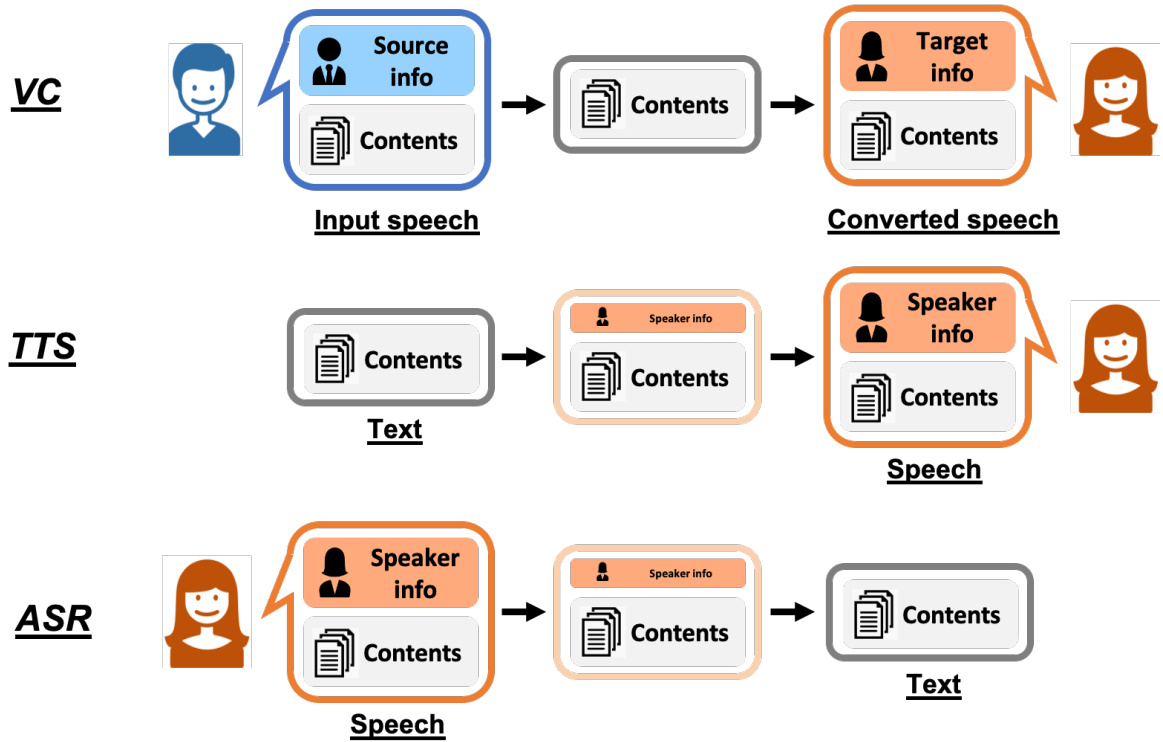 VC
Source
info
Contents
Input speech
Contents
Target
info
Contents
Converted speech
TTS
Contents
Text
Speaker info
Contents
Speaker
info
Contents
Speech
ASR
Speaker
info
Contents
Speech
Speaker info
Contents
Contents
Text